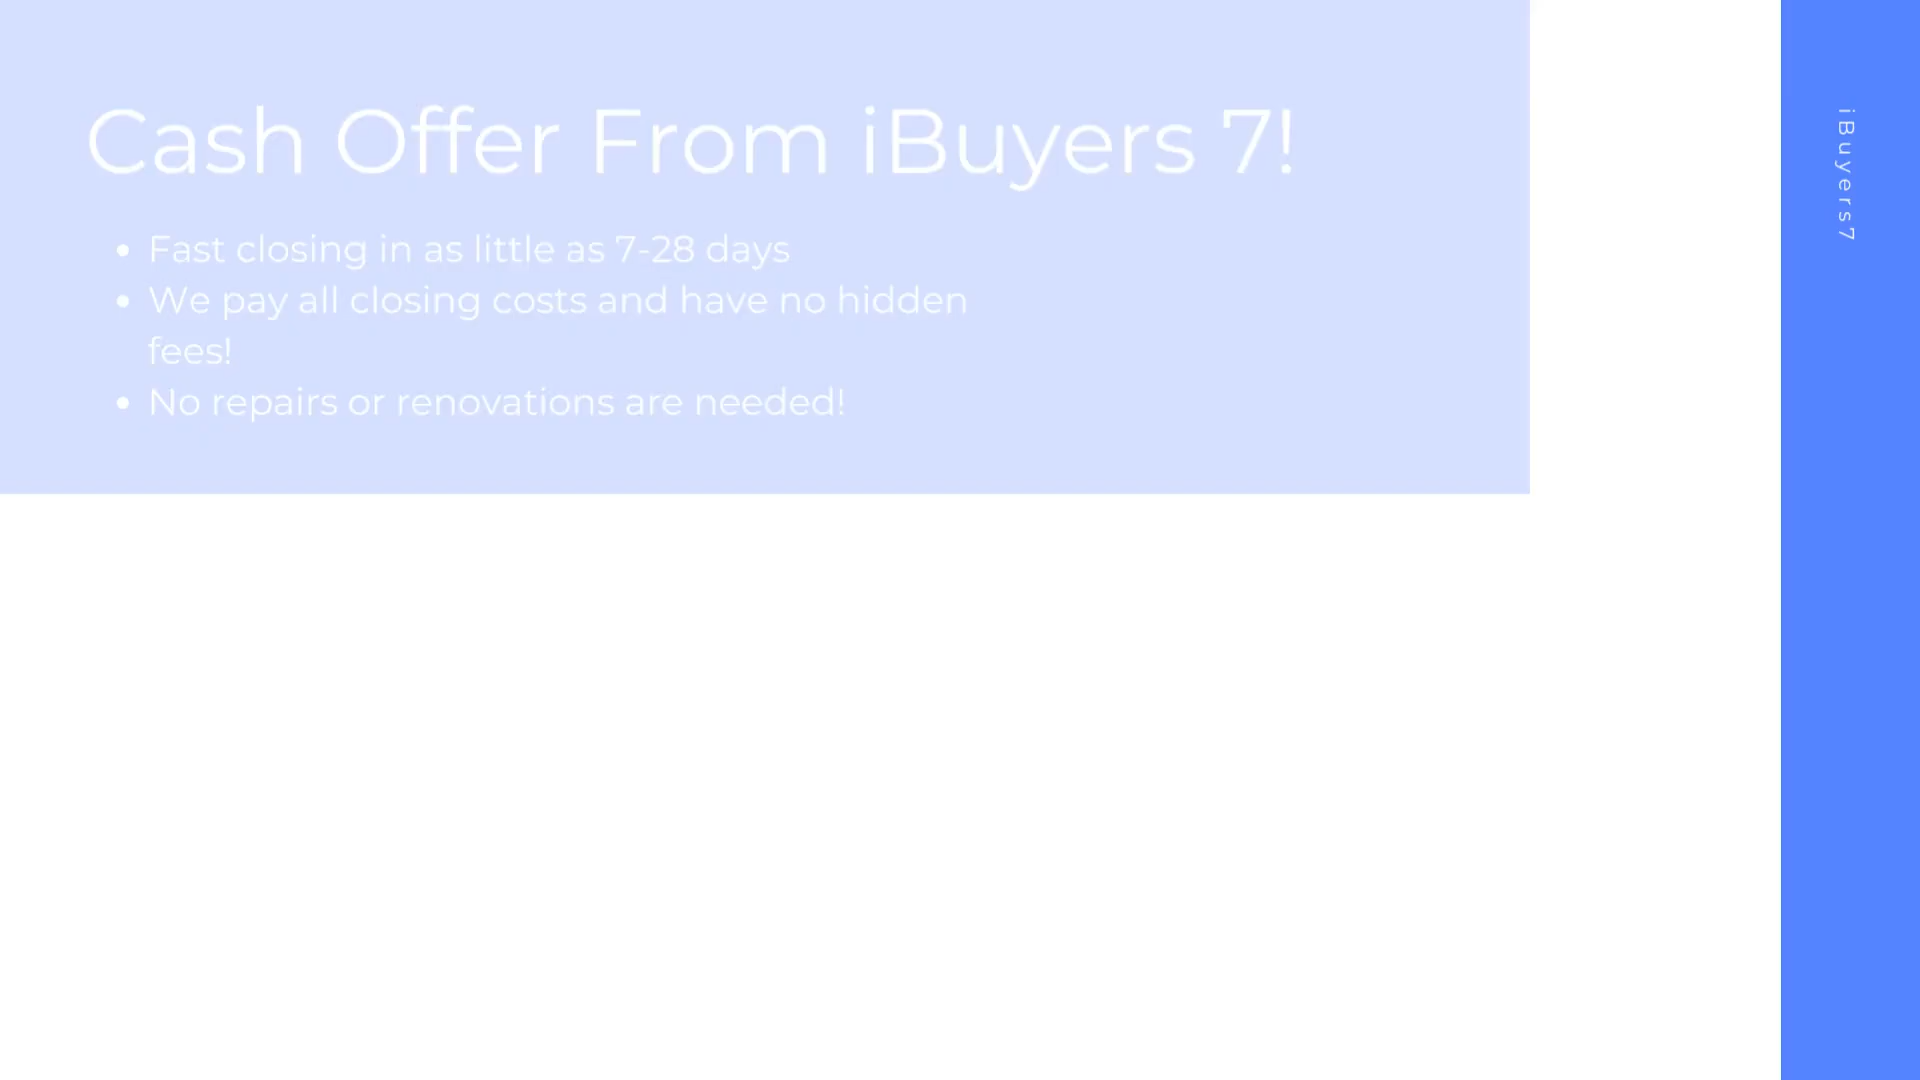 Cash Offer From iBuyers 7!
• Fast closing in as little as 7-28 days
• We pay all closing costs and have no hidden
fees!
• No repairs or renovations are needed!
iBuyers7